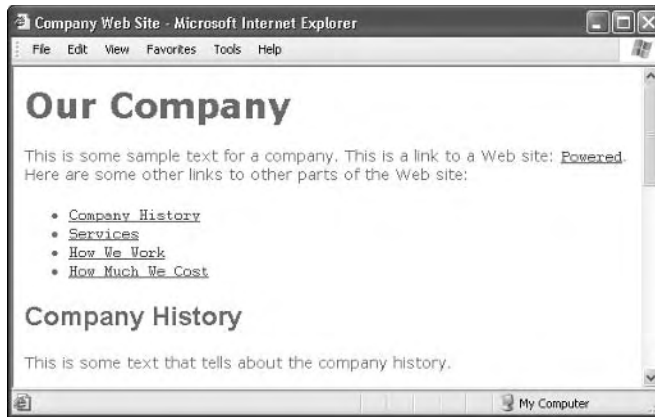 Company Web Site - Microsoft Internet Explorer
File Edit View Favorites Tools Help
Our Company
This is some sample text for a company. This is a link to a Web site: Powered.
Here are some other links to other parts of the Web site:
• Company History
• Services
• How We Work
• How Much We Cost
Company History
This is some text that tells about the company history.
My Computer